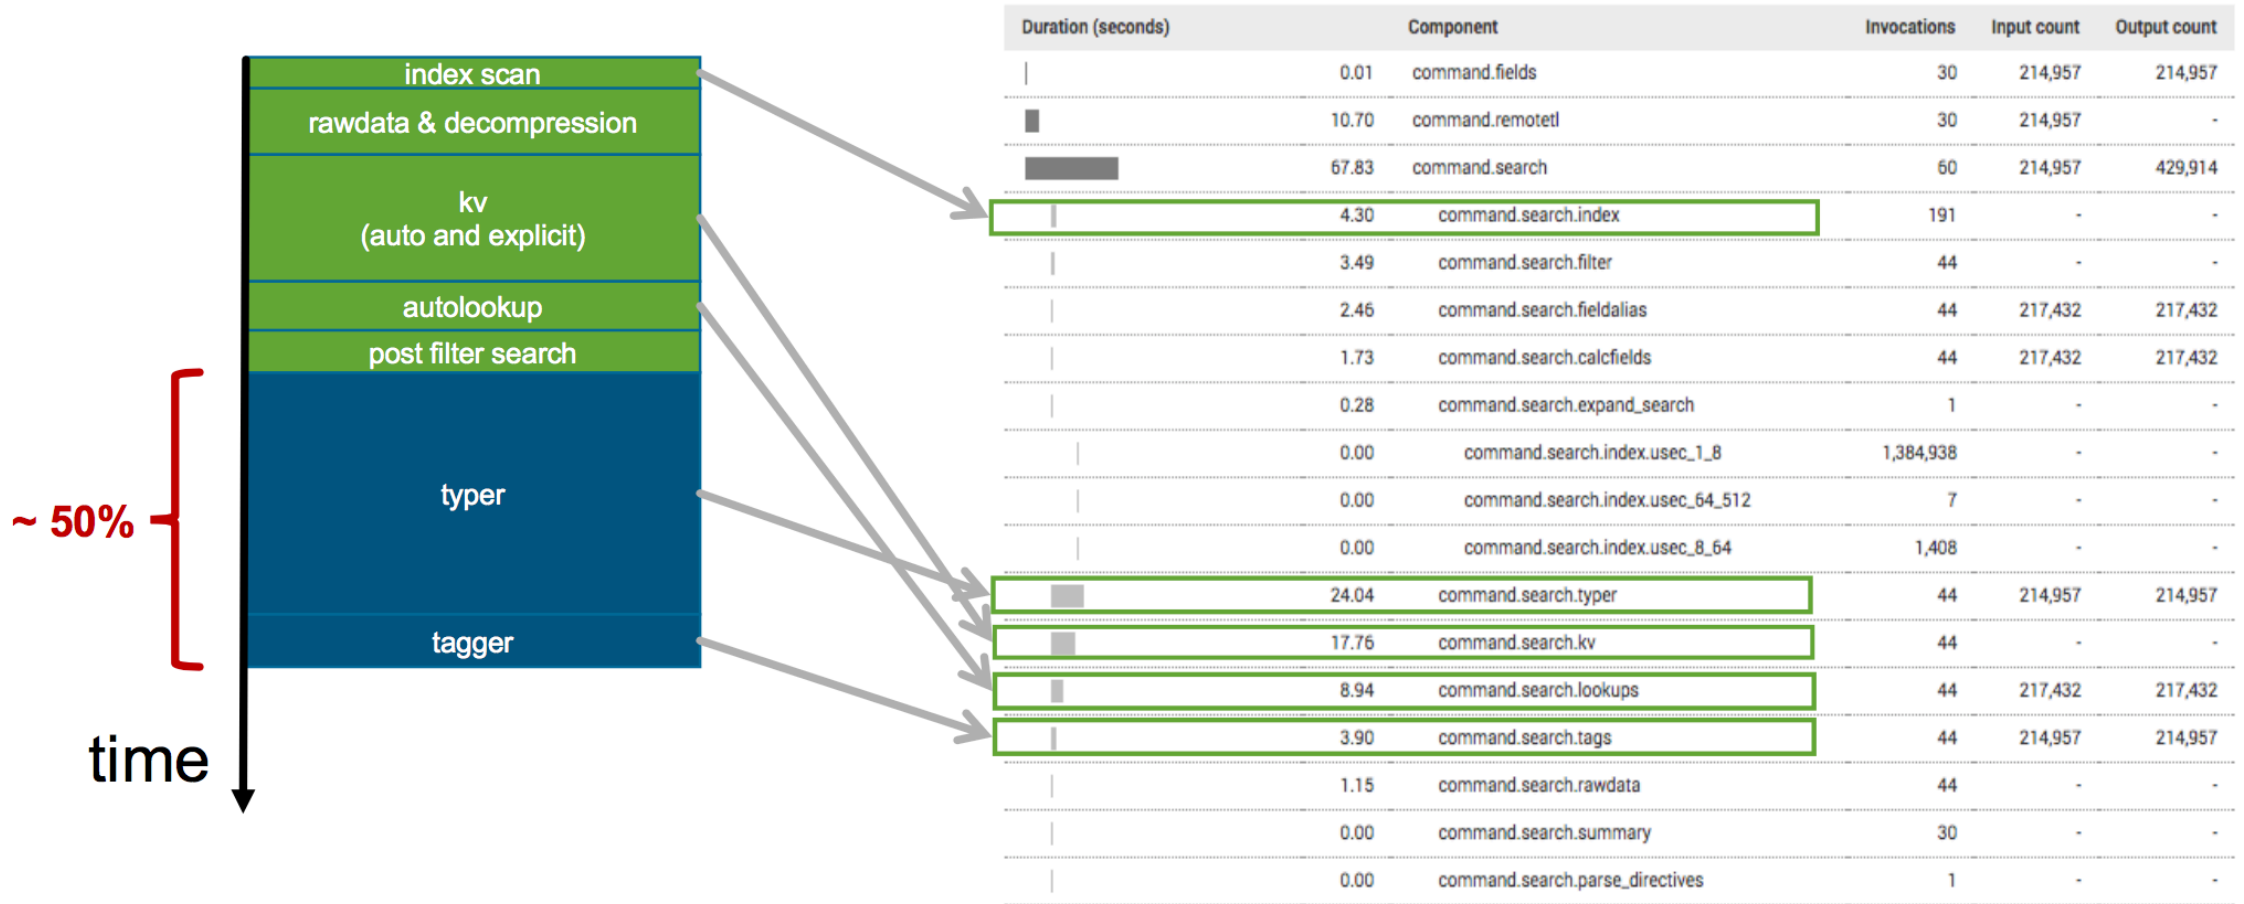 index scan
rawdata & decompression
kv
(auto and explicit)
autolookup
post filter search
typer
tagger
~ 50%
time
Duration (seconds) Component Invocations Input count Output count
0.01 command.fields 30 214,957 214,957
10.70 command.remotetl 30 214,957 -
67.83 command.search 60 214,957 429,914
4.30 command.search.index 191 - -
3.49 command.search.filter 44 - -
2.46 command.search.fieldalias 44 217,432 217,432
1.73 command.search.calcfields 44 217,432 217,432
0.28 command.search.expand_search 1 - -
0.00 command.search.index.usec_1_8 1,384,938 - -
0.00 command.search.index.usec_64_512 7 - -
0.00 command.search.index.usec_8_64 1,408 - -
24.04 command.search.typer 44 214,957 214,957
17.76 command.search.kv 44 - -
8.94 command.search.lookups 44 217,432 217,432
3.90 command.search.tags 44 214,957 214,957
1.15 command.search.rawdata 44 - -
0.00 command.search.summary 30 - -
0.00 command.search.parse_directives 1 - -